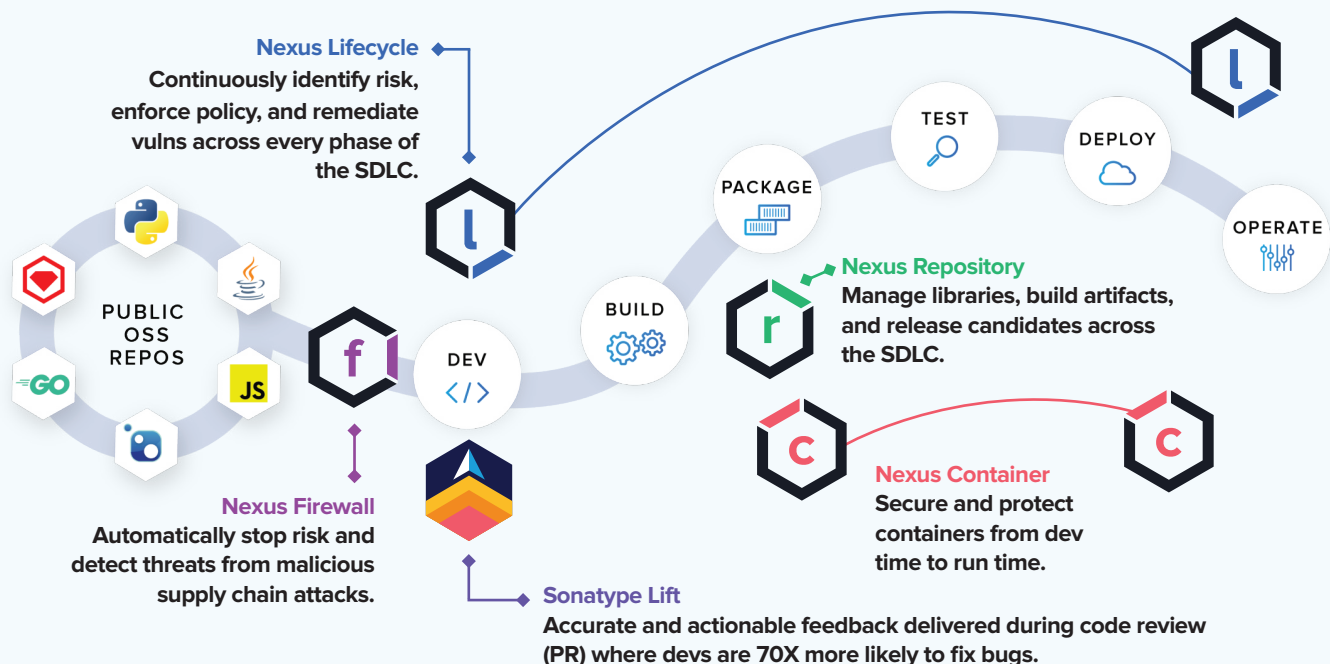 Nexus Lifecycle
Continuously identify risk,
enforce policy, and remediate
vulns across every phase of
the SDLC.
l
l
TEST
DEPLOY
PACKAGE
OPERATE
PUBLIC
OSS
REPOS
GO
JS
f
DEV
</>
BUILD
r
Nexus Repository
Manage libraries, build artifacts,
and release candidates across
the SDLC.
c
c
Nexus Container
Secure and protect
containers from dev
time to run time.
Nexus Firewall
Automatically stop risk and
detect threats from malicious
supply chain attacks.
Sonatype Lift
Accurate and actionable feedback delivered during code review
(PR) where devs are 70X more likely to fix bugs.